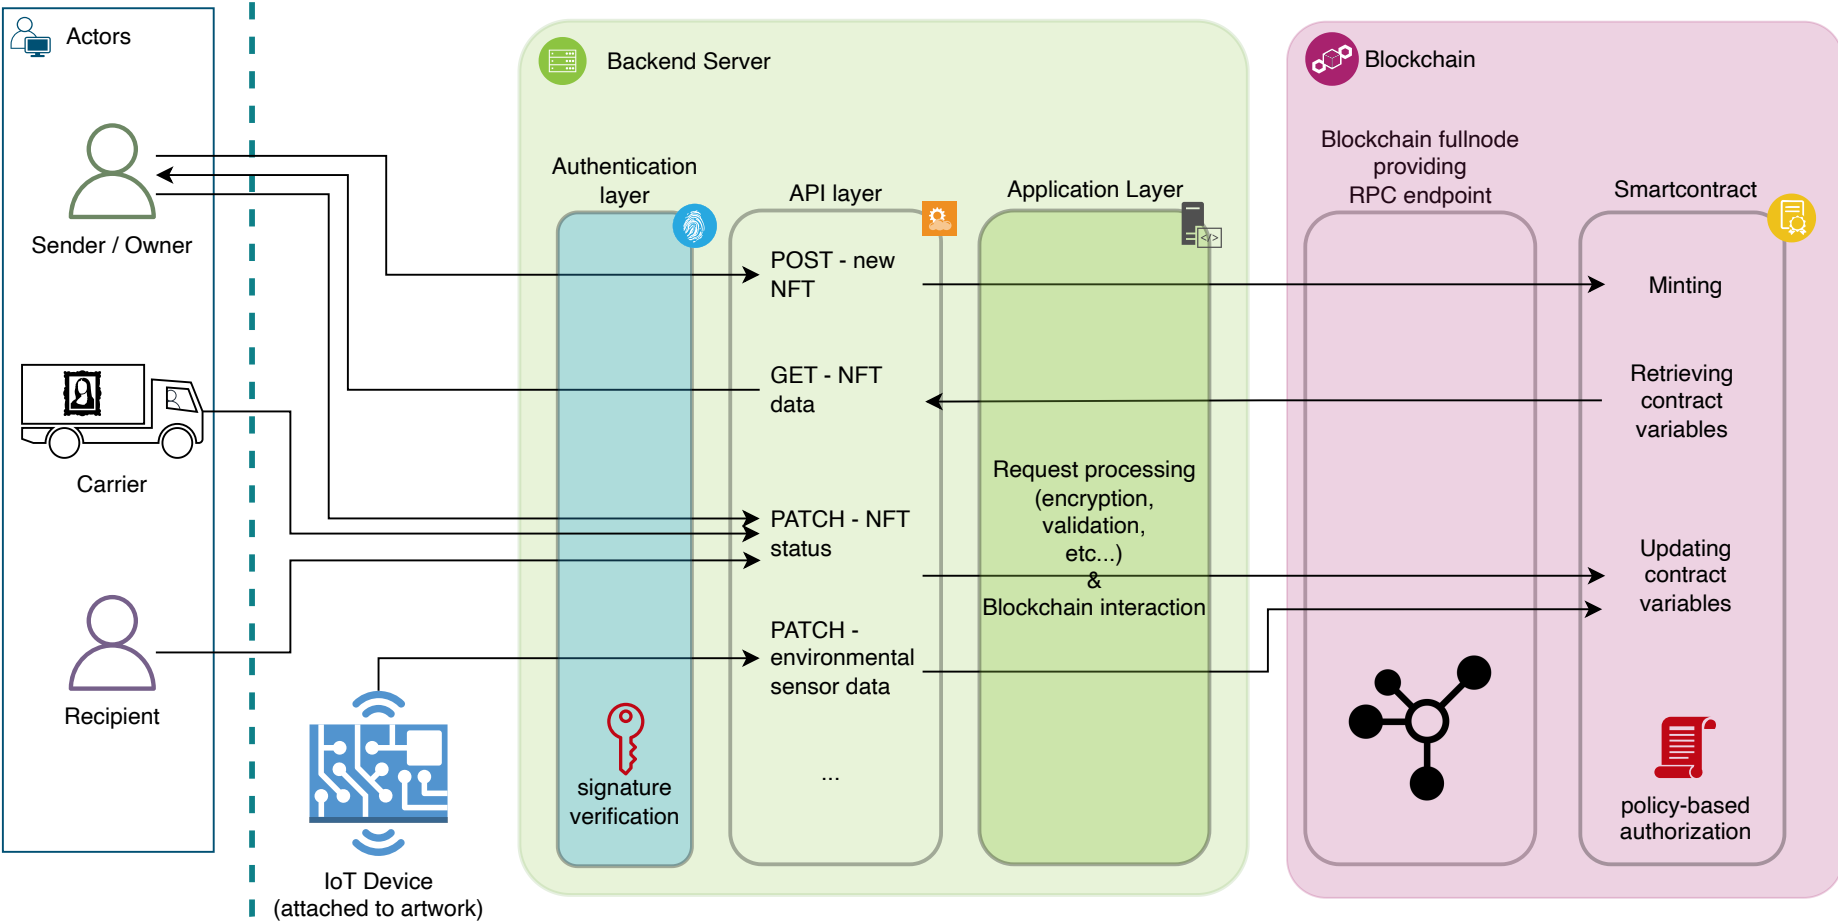 Actors
Sender / Owner
Carrier
Recipient
IoT Device
(attached to artwork)
Backend Server
Authentication
layer
signature
verification
API layer
POST - new
NFT
GET - NFT
data
PATCH - NFT
status
PATCH -
environmental
sensor data
...
Application Layer
</>
Request processing
(encryption,
validation,
etc...)
&
Blockchain interaction
Blockchain
Blockchain fullnode
providing
RPC endpoint
Smartcontract
Minting
Retrieving
contract
variables
Updating
contract
variables
policy-based
authorization